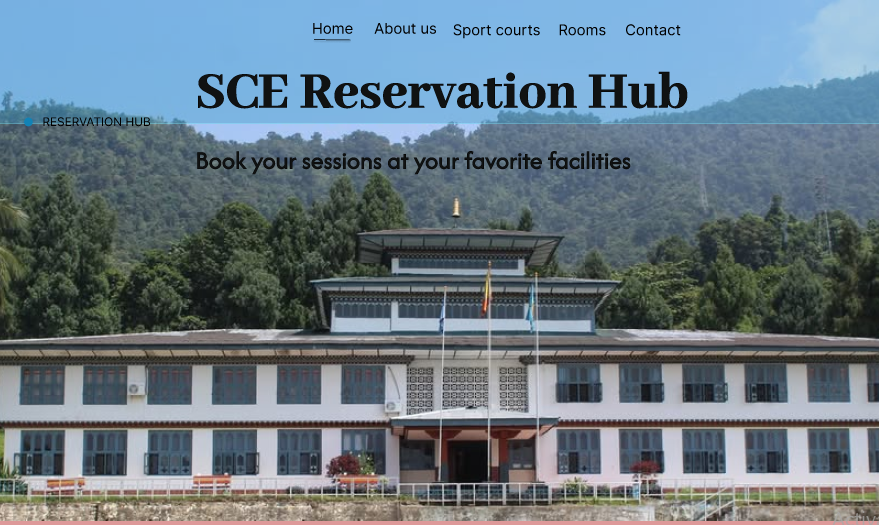 Home About us Sport courts Rooms Contact
SCE Reservation Hub
RESERVATION HUB
Book your sessions at your favorite facilities